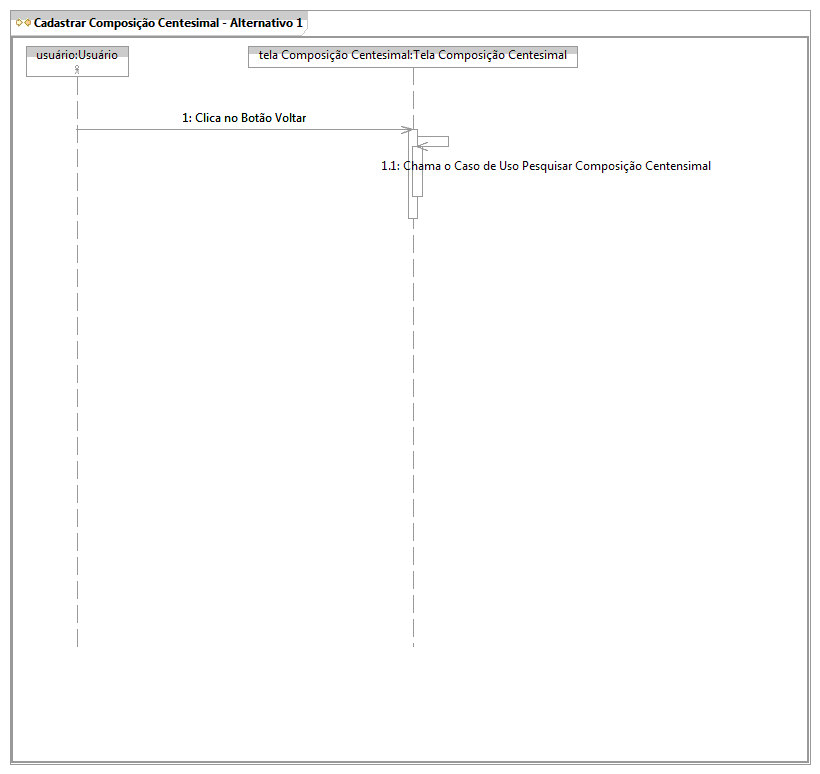 Cadastrar Composição Centesimal - Alternativo 1
usuário:Usuário
tela Composição Centesimal:Tela Composição Centesimal
1: Clica no Botão Voltar
1.1: Chama o Caso de Uso Pesquisar Composição Centensimal